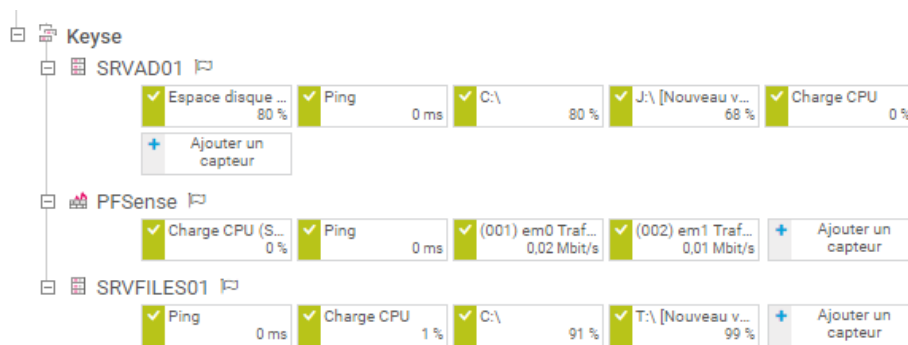 Keyse
SRVAD01
Espace disque ... Ping C:\ J:\ [Nouveau v... Charge CPU
80 % 0 ms 80 % 68 % 0 %
Ajouter un
capteur
PFSense
Charge CPU (S... Ping (001) em0 Traf... (002) em1 Traf... Ajouter un
0 % 0 ms 0,02 Mbit/s 0,01 Mbit/s capteur
SRVFILES01
Ping Charge CPU C:\ T:\ [Nouveau v... Ajouter un
0 ms 1 % 91 % 99 % capteur